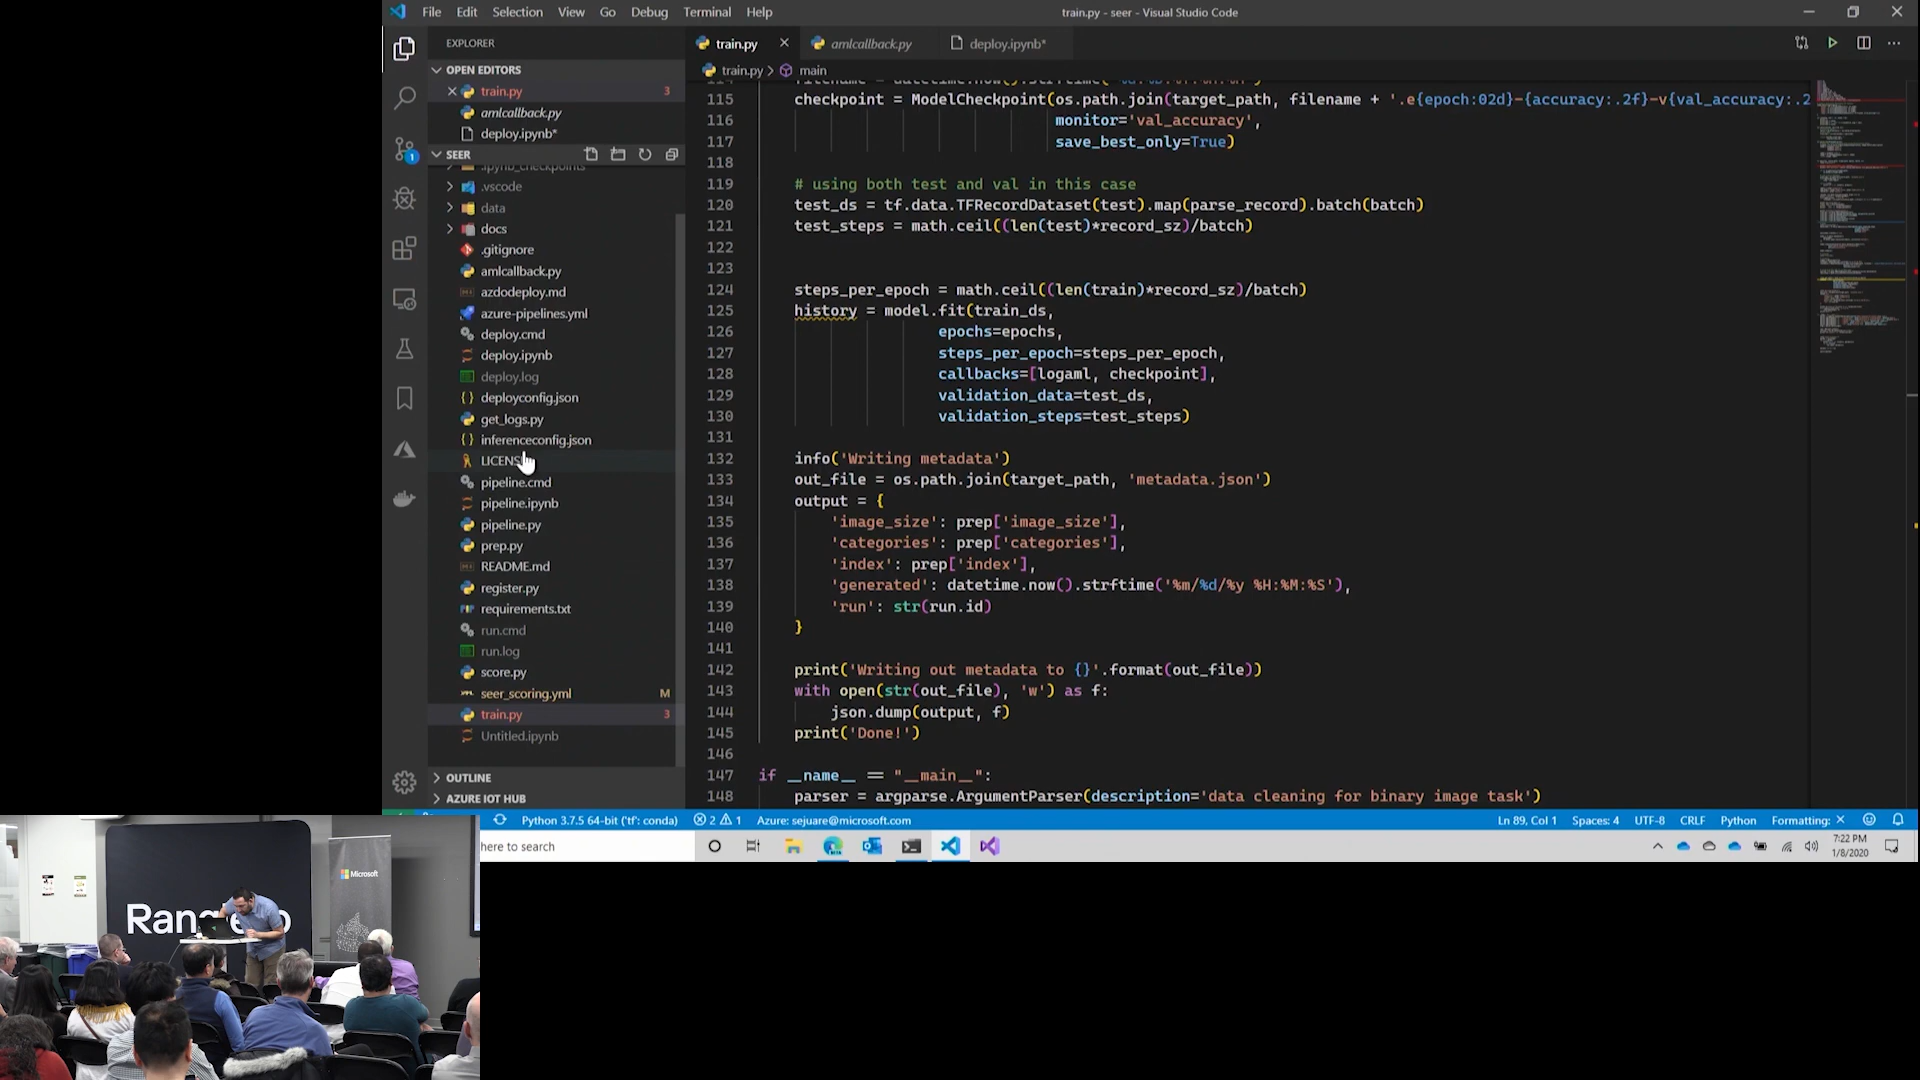 File Edit Selection View Go Debug Terminal Help
train.py - seer - Visual Studio Code
EXPLORER
train.py
amlcallback.py
deploy.ipynb*
OPEN EDITORS
train.py > main
train.py 3
amlcallback.py
deploy.ipynb*
SEER
.ipynb_checkpoints
.vscode
data
docs
.gitignore
amlcallback.py
azdodeploy.md
azure-pipelines.yml
deploy.cmd
deploy.ipynb
deploy.log
deployconfig.json
get_logs.py
inferenceconfig.json
pipeline.cmd
pipeline.ipynb
pipeline.py
prep.py
README.md
register.py
requirements.txt
run.cmd
run.log
score.py
seer_scoring.yml M
train.py 3
Untitled.ipynb
OUTLINE
AZURE IOT HUB
115 checkpoint = ModelCheckpoint(os.path.join(target_path, filename + '.e{epoch:02d}-{accuracy:.2f}-v{val_accuracy:.2
116 monitor='val_accuracy',
117 save_best_only=True)
118
119 # using both test and val in this case
120 test_ds = tf.data.TFRecordDataset(test).map(parse_record).batch(batch)
121 test_steps = math.ceil((len(test)*record_sz)/batch)
122
123
124 steps_per_epoch = math.ceil((len(train)*record_sz)/batch)
125 history = model.fit(train_ds,
126 epochs=epochs,
127 steps_per_epoch=steps_per_epoch,
128 callbacks=[logaml, checkpoint],
129 validation_data=test_ds,
130 validation_steps=test_steps)
131
132 info('Writing metadata')
133 out_file = os.path.join(target_path, 'metadata.json')
134 output = {
135 'image_size': prep['image_size'],
136 'categories': prep['categories'],
137 'index': prep['index'],
138 'generated': datetime.now().strftime('%m/%d/%y %H:%M:%S'),
139 'run': str(run.id)
140 }
141
142 print('Writing out metadata to {}'.format(out_file))
143 with open(str(out_file), 'w') as f:
144 json.dump(output, f)
145 print('Done!')
146
147 if __name__ == "__main__":
148 parser = argparse.ArgumentParser(description='data cleaning for binary image task')
Python 3.7.5 64-bit ('tf': conda) 2 1 Azure: sejuare@microsoft.com Ln 89, Col 1 Spaces: 4 UTF-8 CRLF Python Formatting: ×
here to search
7:22 PM
1/8/2020
Microsoft